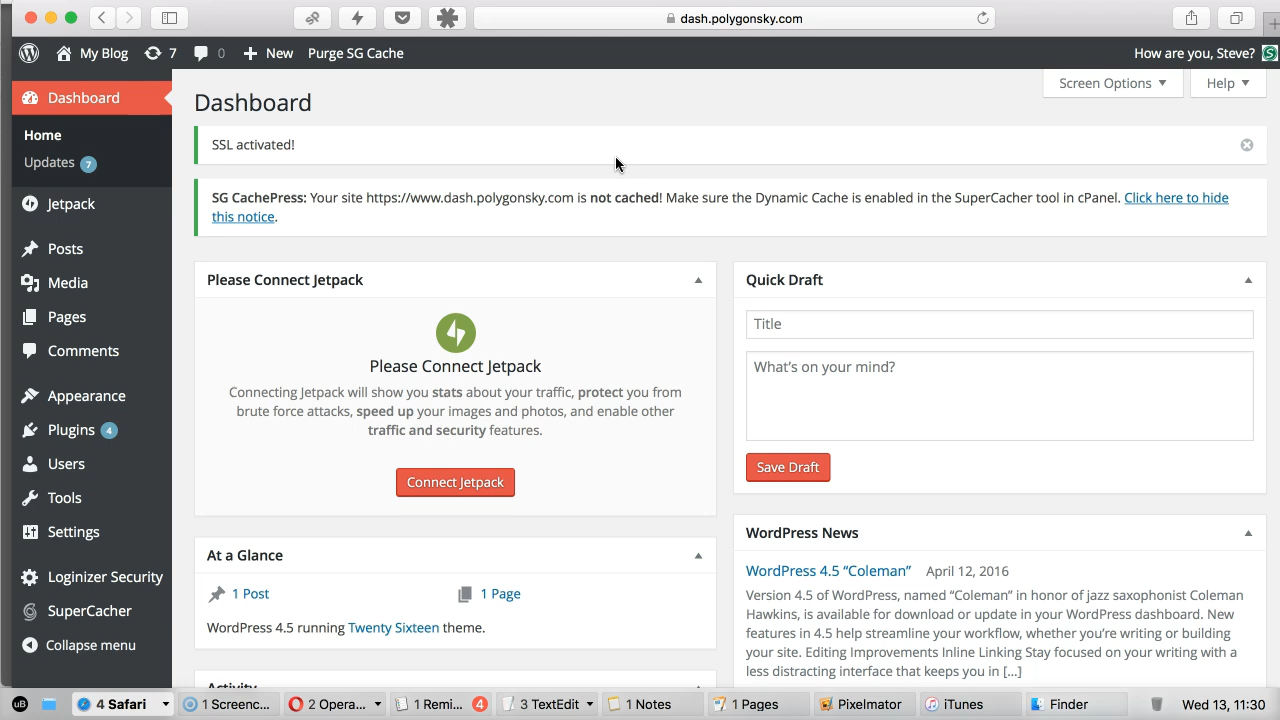 dash.polygonsky.com
My Blog 7 0 New Purge SG Cache How are you, Steve?
Dashboard
Home
Updates 7
Jetpack
Posts
Media
Pages
Comments
Appearance
Plugins 4
Users
Tools
Settings
Loginizer Security
SuperCacher
Collapse menu
Screen Options Help
Dashboard
SSL activated!
SG CachePress: Your site https://www.dash.polygonsky.com is not cached! Make sure the Dynamic Cache is enabled in the SuperCacher tool in cPanel. Click here to hide
this notice.
Please Connect Jetpack
Please Connect Jetpack
Connecting Jetpack will show you stats about your traffic, protect you from
brute force attacks, speed up your images and photos, and enable other
traffic and security features.
Connect Jetpack
At a Glance
1 Post 1 Page
WordPress 4.5 running Twenty Sixteen theme.
Activity
Quick Draft
Title
What's on your mind?
Save Draft
WordPress News
WordPress 4.5 “Coleman” April 12, 2016
Version 4.5 of WordPress, named “Coleman” in honor of jazz saxophonist Coleman
Hawkins, is available for download or update in your WordPress dashboard. New
features in 4.5 help streamline your workflow, whether you’re writing or building
your site. Editing Improvements Inline Linking Stay focused on your writing with a
less distracting interface that keeps you in […]
4 Safari 1 Screenc... 2 Opera... 1 Remi... 4 3 TextEdit 1 Notes 1 Pages Pixelmator iTunes Finder Wed 13, 11:30